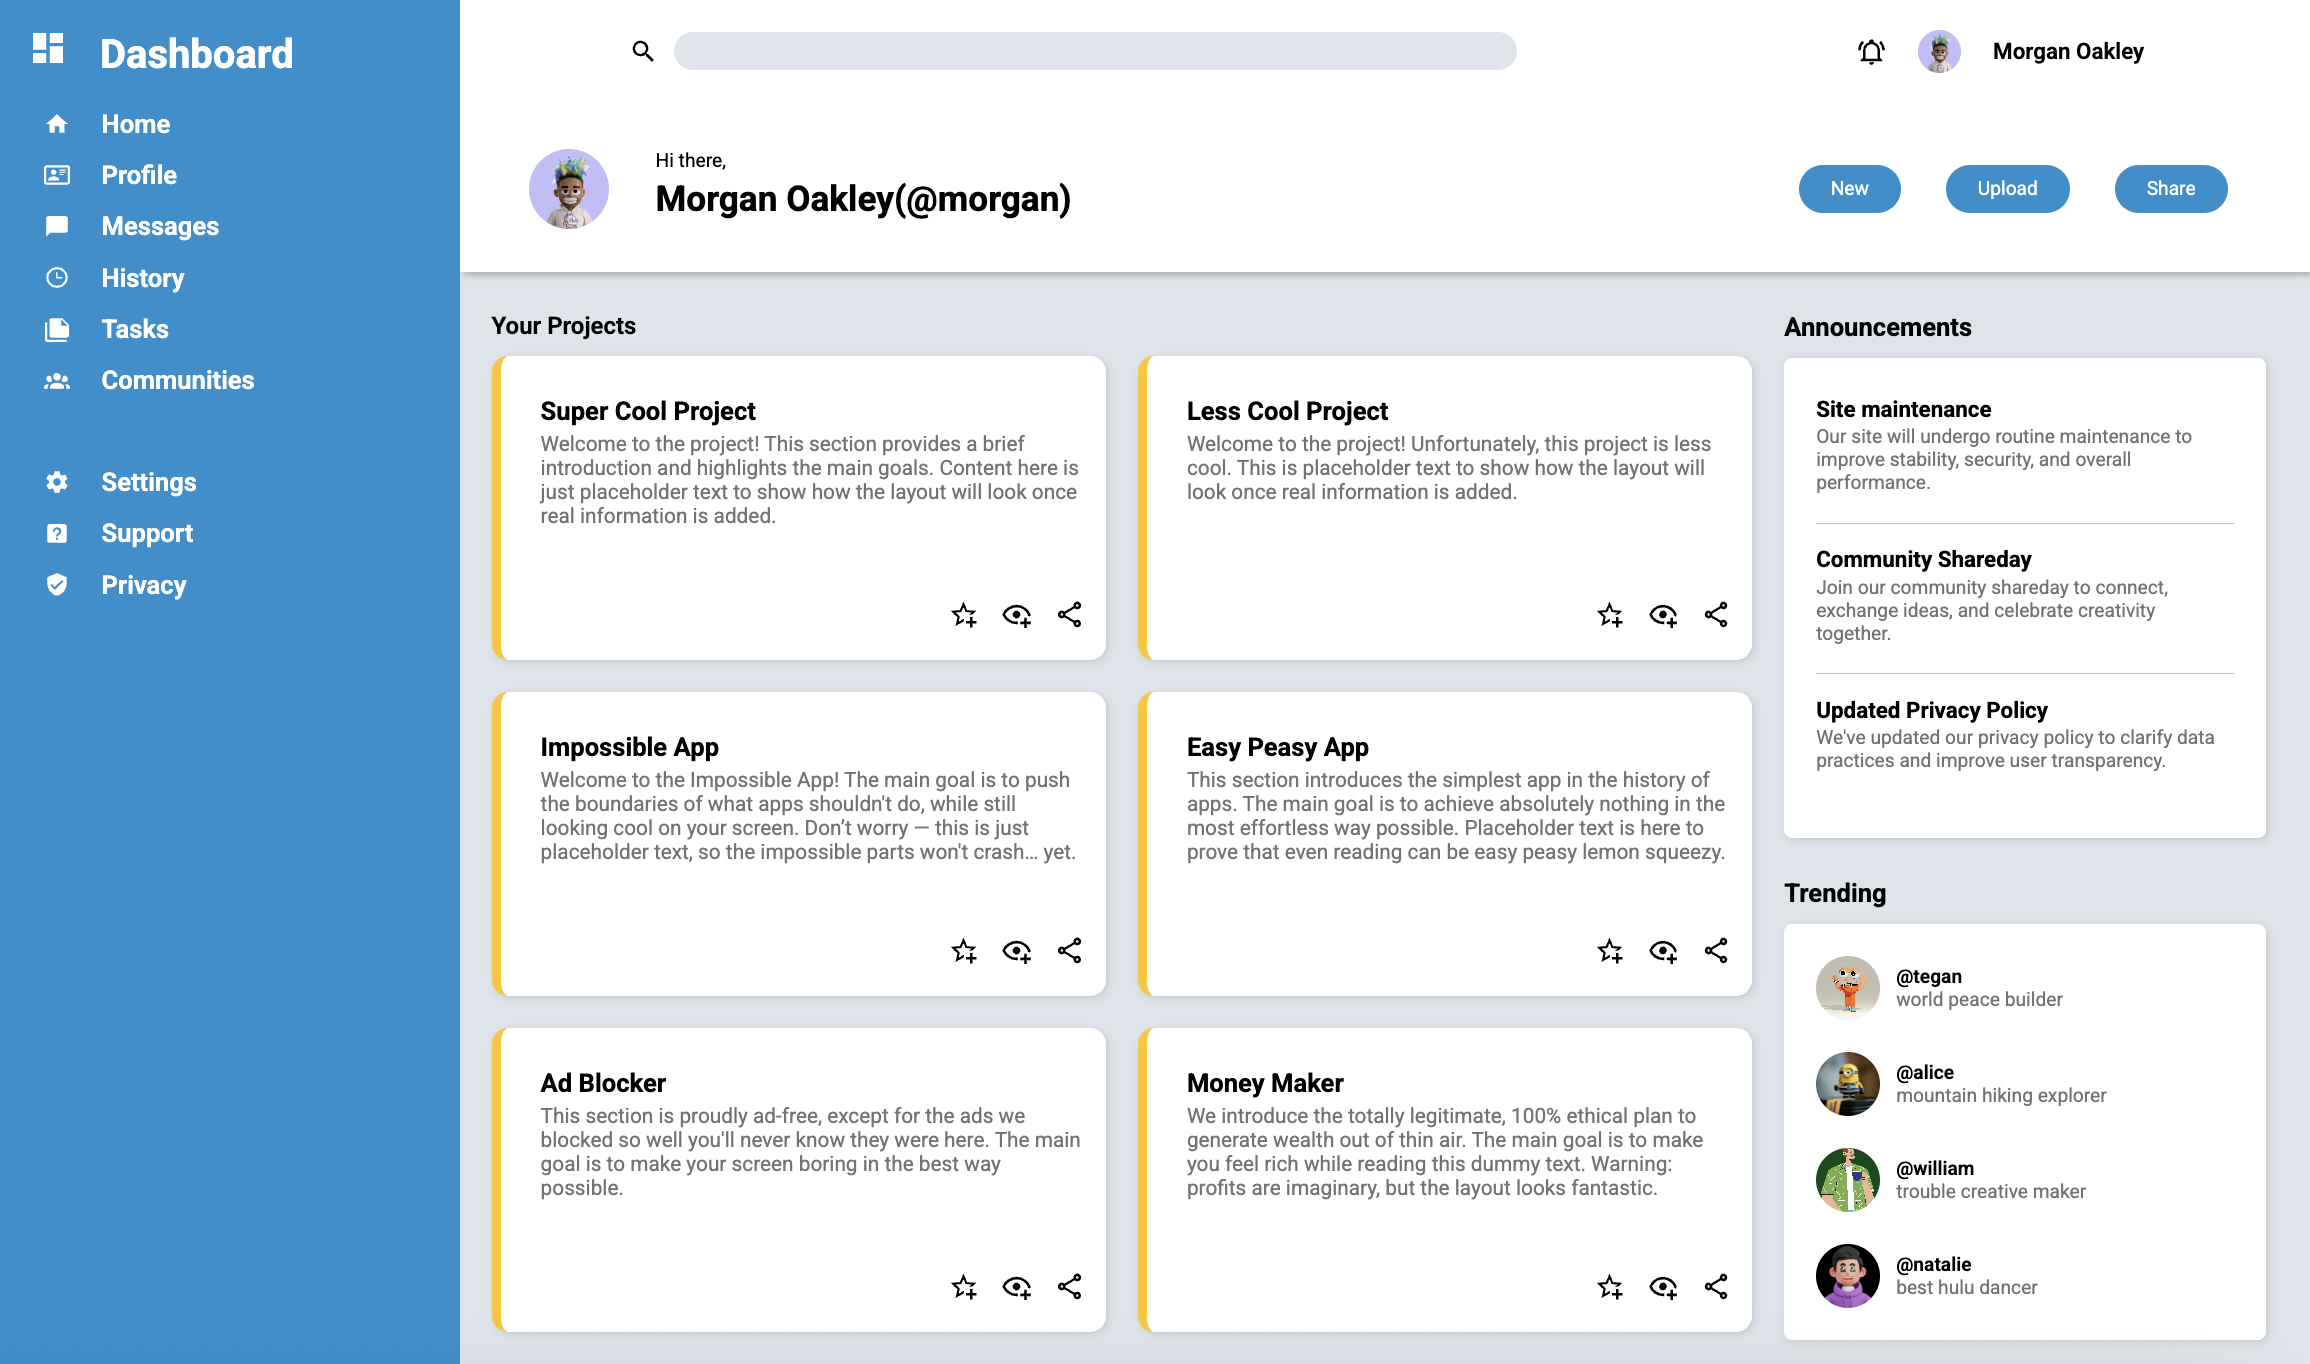 Dashboard
Home
Profile
Messages
History
Tasks
Communities
Settings
Support
Privacy
Morgan Oakley
Hi there,
Morgan Oakley(@morgan)
New
Upload
Share
Your Projects
Super Cool Project
Welcome to the project! This section provides a brief
introduction and highlights the main goals. Content here is
just placeholder text to show how the layout will look once
real information is added.
Less Cool Project
Welcome to the project! Unfortunately, this project is less
cool. This is placeholder text to show how the layout will
look once real information is added.
Impossible App
Welcome to the Impossible App! The main goal is to push
the boundaries of what apps shouldn't do, while still
looking cool on your screen. Don’t worry — this is just
placeholder text, so the impossible parts won't crash… yet.
Easy Peasy App
This section introduces the simplest app in the history of
apps. The main goal is to achieve absolutely nothing in the
most effortless way possible. Placeholder text is here to
prove that even reading can be easy peasy lemon squeezy.
Ad Blocker
This section is proudly ad-free, except for the ads we
blocked so well you'll never know they were here. The main
goal is to make your screen boring in the best way
possible.
Money Maker
We introduce the totally legitimate, 100% ethical plan to
generate wealth out of thin air. The main goal is to make
you feel rich while reading this dummy text. Warning:
profits are imaginary, but the layout looks fantastic.
Announcements
Site maintenance
Our site will undergo routine maintenance to
improve stability, security, and overall
performance.
Community Shareday
Join our community shareday to connect,
exchange ideas, and celebrate creativity
together.
Updated Privacy Policy
We've updated our privacy policy to clarify data
practices and improve user transparency.
Trending
@tegan
world peace builder
@alice
mountain hiking explorer
@william
trouble creative maker
@natalie
best hulu dancer